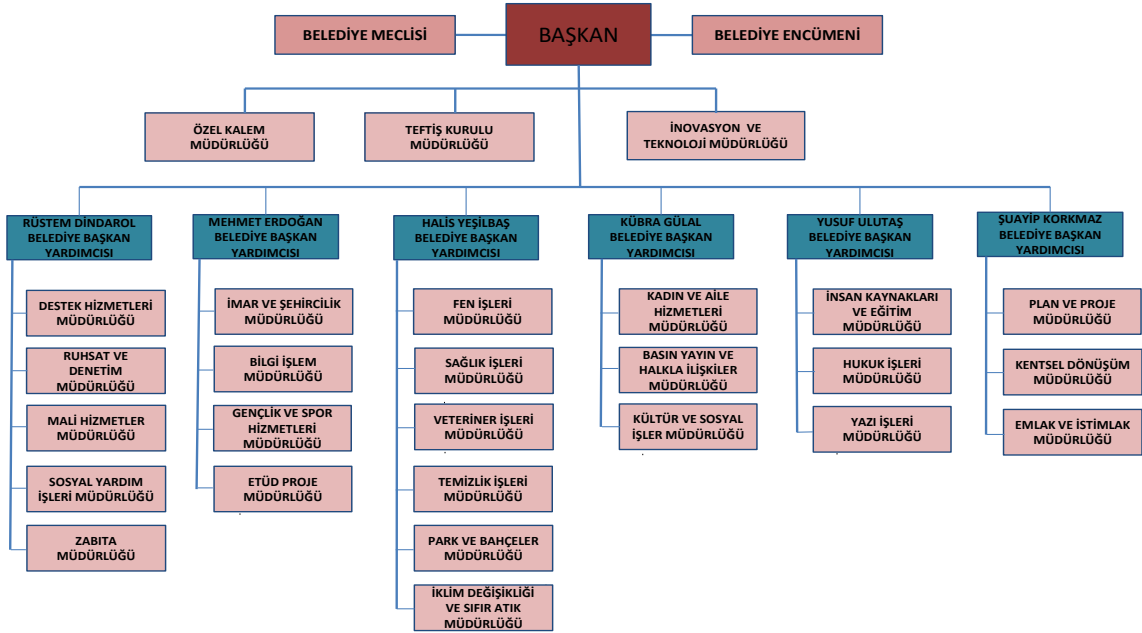 BELEDİYE MECLİSİ
BAŞKAN
BELEDİYE ENCÜMENİ
ÖZEL KALEM
MÜDÜRLÜĞÜ
TEFTİŞ KURULU
MÜDÜRLÜĞÜ
İNOVASYON VE
TEKNOLOJİ MÜDÜRLÜĞÜ
RÜSTEM DİNDAROL
BELEDİYE BAŞKAN
YARDIMCISI
MEHMET ERDOĞAN
BELEDİYE BAŞKAN
YARDIMCISI
HALİS YEŞİLBAŞ
BELEDİYE BAŞKAN
YARDIMCISI
KÜBRA GÜLAL
BELEDİYE BAŞKAN
YARDIMCISI
YUSUF ULUTAŞ
BELEDİYE BAŞKAN
YARDIMCISI
ŞUAYİP KORKMAZ
BELEDİYE BAŞKAN
YARDIMCISI
DESTEK HİZMETLERİ
MÜDÜRLÜĞÜ
RUHSAT VE
DENETİM
MÜDÜRLÜĞÜ
MALİ HİZMETLER
MÜDÜRLÜĞÜ
SOSYAL YARDIM
İŞLERİ MÜDÜRLÜĞÜ
ZABITA
MÜDÜRLÜĞÜ
İMAR VE ŞEHİRCİLİK
MÜDÜRLÜĞÜ
BİLGİ İŞLEM
MÜDÜRLÜĞÜ
GENÇLİK VE SPOR
HİZMETLERİ
MÜDÜRLÜĞÜ
ETÜD PROJE
MÜDÜRLÜĞÜ
FEN İŞLERİ
MÜDÜRLÜĞÜ
SAĞLIK İŞLERİ
MÜDÜRLÜĞÜ
VETERİNER İŞLERİ
MÜDÜRLÜĞÜ
TEMİZLİK İŞLERİ
MÜDÜRLÜĞÜ
PARK VE BAHÇELER
MÜDÜRLÜĞÜ
İKLİM DEĞİŞİKLİĞİ
VE SIFIR ATIK
MÜDÜRLÜĞÜ
KADIN VE AİLE
HİZMETLERİ
MÜDÜRLÜĞÜ
BASIN YAYIN VE
HALKLA İLİŞKİLER
MÜDÜRLÜĞÜ
KÜLTÜR VE SOSYAL
İŞLER MÜDÜRLÜĞÜ
İNSAN KAYNAKLARI
VE EĞİTİM
MÜDÜRLÜĞÜ
HUKUK İŞLERİ
MÜDÜRLÜĞÜ
YAZI İŞLERİ
MÜDÜRLÜĞÜ
PLAN VE PROJE
MÜDÜRLÜĞÜ
KENTSEL DÖNÜŞÜM
MÜDÜRLÜĞÜ
EMLAK VE İSTİMLAK
MÜDÜRLÜĞÜ